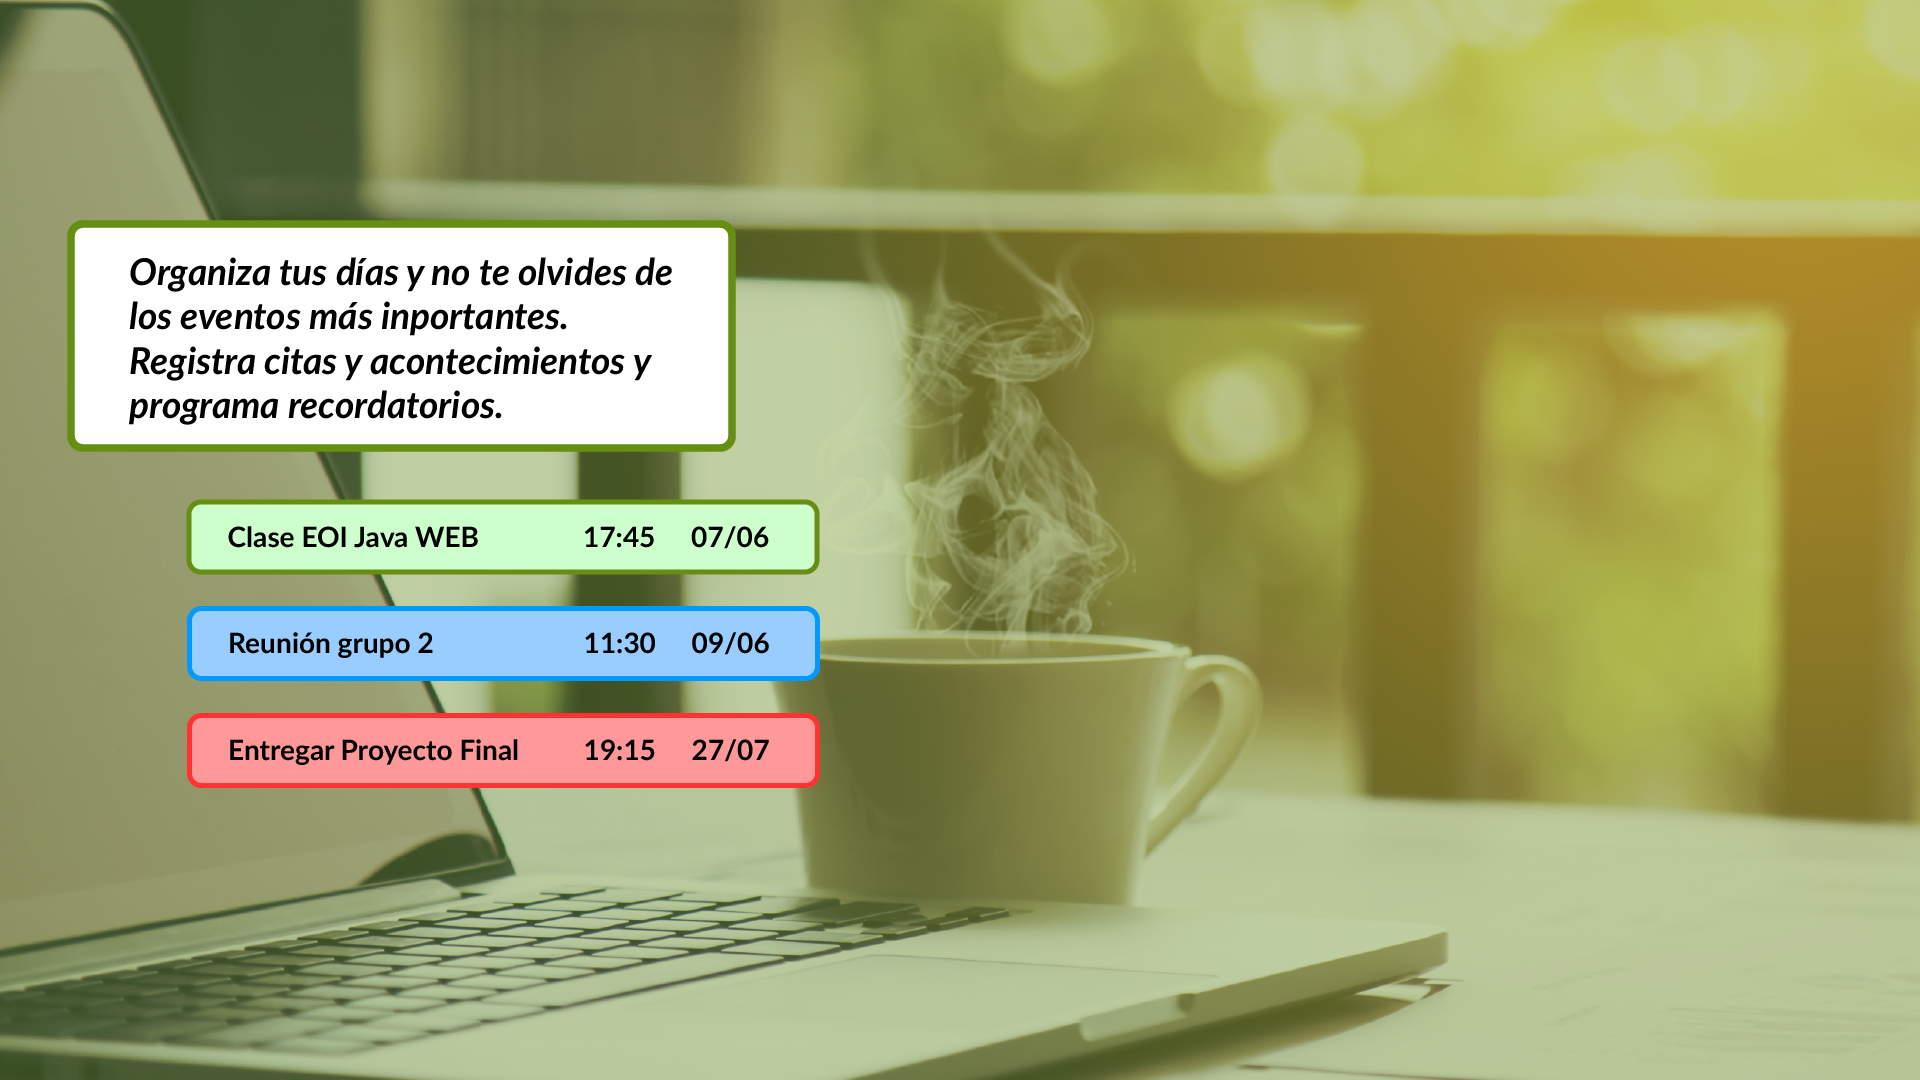 Organiza tus días y no te olvides de
los eventos más inportantes.
Registra citas y acontecimientos y
programa recordatorios.
Clase EOI Java WEB 17:45 07/06
Reunión grupo 2 11:30 09/06
Entregar Proyecto Final 19:15 27/07